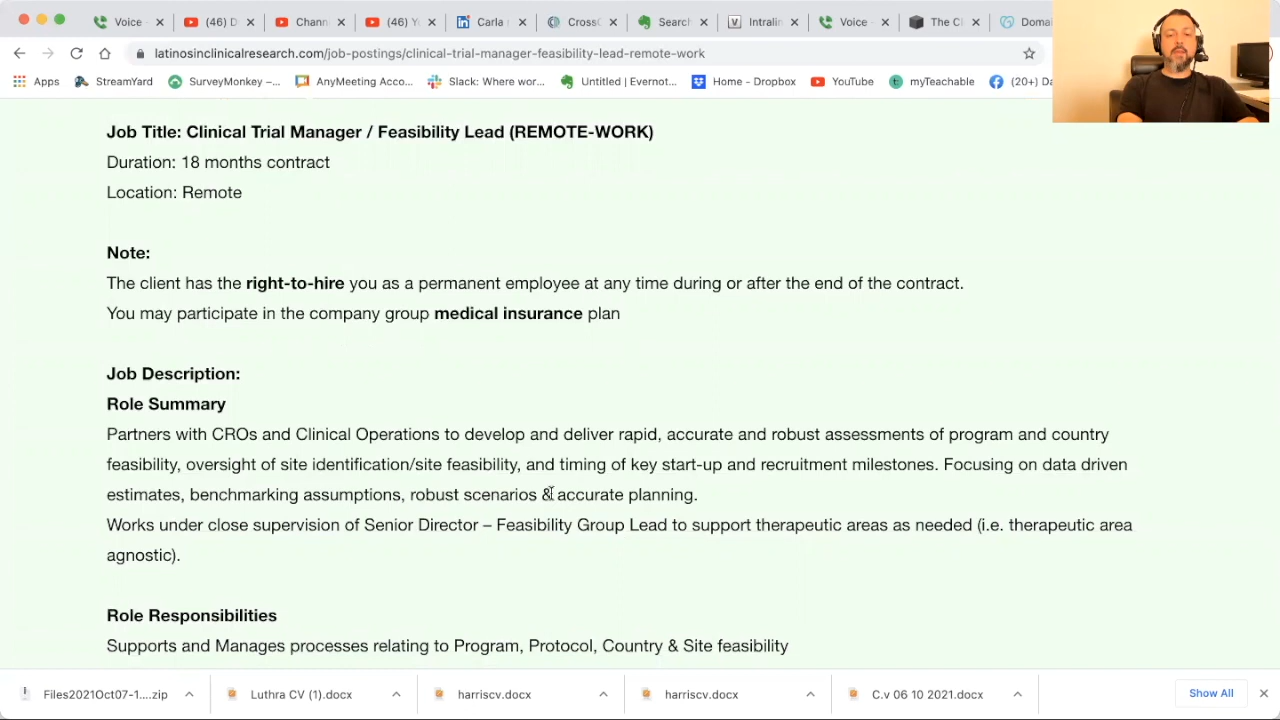 Voice -
(46) D
Chann
(46) Y
Carla
Cross
Search
Intralin
Voice -
The C
Domai
latinosinclinicalresearch.com/job-postings/clinical-trial-manager-feasibility-lead-remote-work
Apps
StreamYard
SurveyMonkey –...
AnyMeeting Acco...
Slack: Where wor...
Untitled | Evernot...
Home - Dropbox
YouTube
myTeachable
(20+) Da
Job Title: Clinical Trial Manager / Feasibility Lead (REMOTE-WORK)
Duration: 18 months contract
Location: Remote
Note:
The client has the right-to-hire you as a permanent employee at any time during or after the end of the contract.
You may participate in the company group medical insurance plan
Job Description:
Role Summary
Partners with CROs and Clinical Operations to develop and deliver rapid, accurate and robust assessments of program and country
feasibility, oversight of site identification/site feasibility, and timing of key start-up and recruitment milestones. Focusing on data driven
estimates, benchmarking assumptions, robust scenarios & accurate planning.
Works under close supervision of Senior Director – Feasibility Group Lead to support therapeutic areas as needed (i.e. therapeutic area
agnostic).
Role Responsibilities
Supports and Manages processes relating to Program, Protocol, Country & Site feasibility
Files2021Oct07-1....zip
Luthra CV (1).docx
harriscv.docx
harriscv.docx
C.v 06 10 2021.docx
Show All